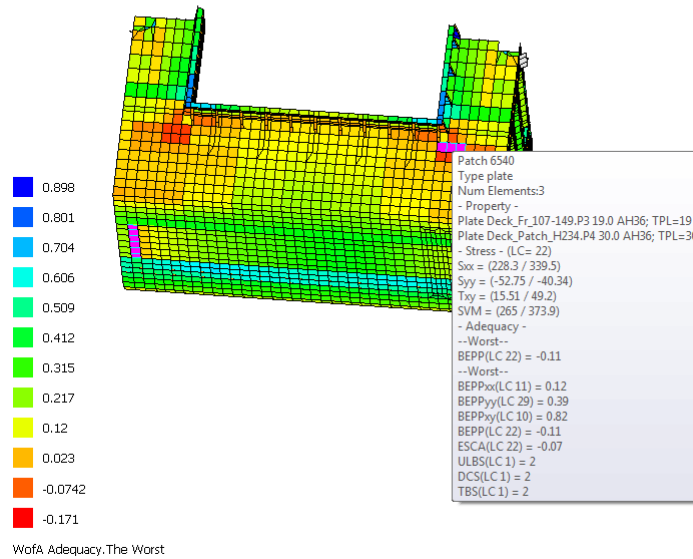 0.898
0.801
0.704
0.606
0.509
0.412
0.315
0.217
0.12
0.023
-0.0742
-0.171
WofA Adequacy.The Worst
Patch 6540
Type plate
Num Elements:3
- Property -
Plate Deck_Fr_107-149.P3 19.0 AH36; TPL=19
Plate Deck_Patch_H234.P4 30.0 AH36; TPL=30
- Stress - (LC= 22)
Sxx = (228.3 / 339.5)
Syy = (-52.75 / -40.34)
Txy = (15.51 / 49.2)
SVM = (265 / 373.9)
- Adequacy -
--Worst--
BEPP(LC 22) = -0.11
--Worst--
BEPPxx(LC 11) = 0.12
BEPPyy(LC 29) = 0.39
BEPPxy(LC 10) = 0.82
BEPP(LC 22) = -0.11
ESCA(LC 22) = -0.07
ULBS(LC 1) = 2
DCS(LC 1) = 2
TBS(LC 1) = 2